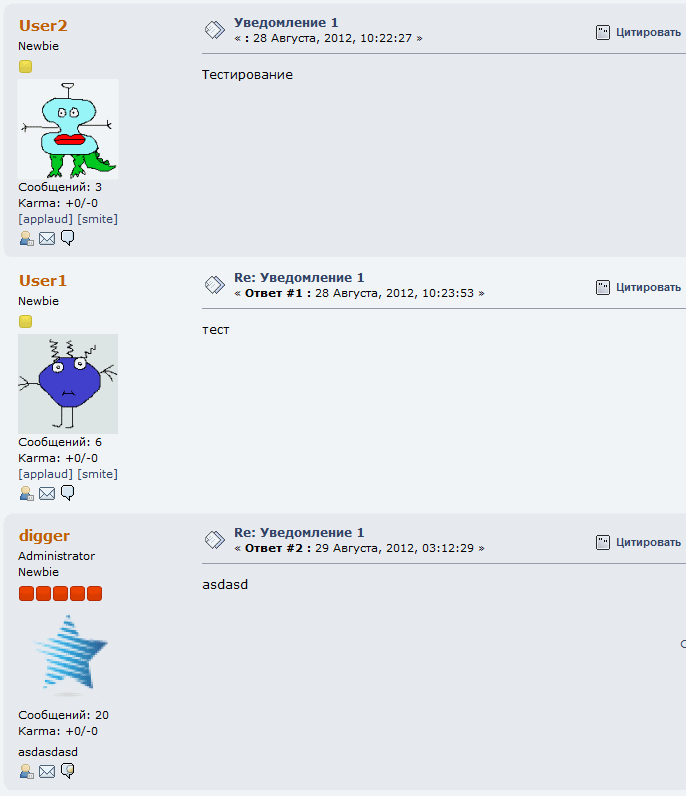 User2
Newbie
Сообщений: 3
Karma: +0/-0
[applaud] [smite]
Уведомление 1
« : 28 Августа, 2012, 10:22:27 »
Цитировать
Тестирование
User1
Newbie
Сообщений: 6
Karma: +0/-0
[applaud] [smite]
Re: Уведомление 1
« Ответ #1 : 28 Августа, 2012, 10:23:53 »
Цитировать
тест
digger
Administrator
Newbie
Сообщений: 20
Karma: +0/-0
asdasdasd
Re: Уведомление 1
« Ответ #2 : 29 Августа, 2012, 03:12:29 »
Цитировать
asdasd